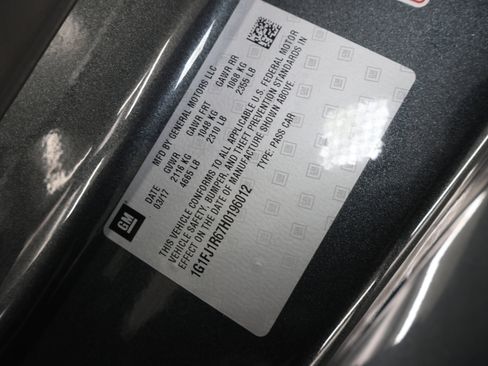 GM
MFD BY GENERAL MOTORS LLC
DATE GVWR GAWR FRT GAWR RR
03/17 2116 KG 1048 KG 1068 KG
4665 LB 2310 LB 2355 LB
THIS VEHICLE CONFORMS TO ALL APPLICABLE U.S. FEDERAL MOTOR
VEHICLE SAFETY, BUMPER, AND THEFT PREVENTION STANDARDS IN
EFFECT ON THE DATE OF MANUFACTURE SHOWN ABOVE.
TYPE: PASS CAR
1G1FJ1R67H0196012